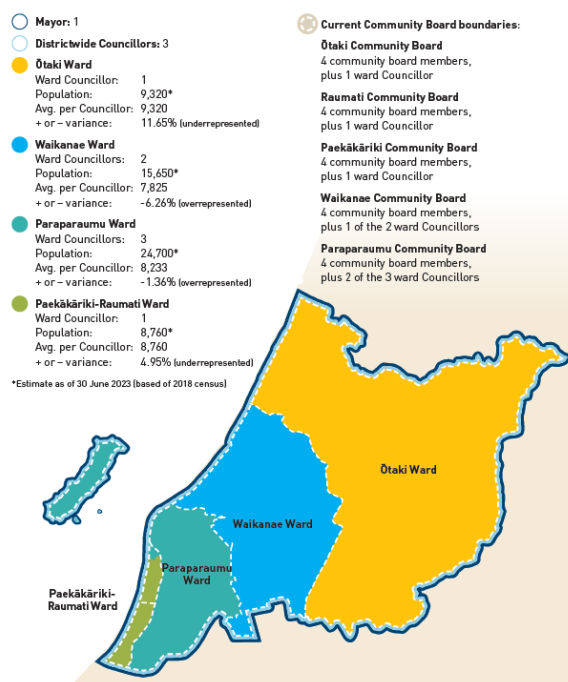 Mayor: 1
Districtwide Councillors: 3
Ōtaki Ward
Ward Councillor: 1
Population: 9,320*
Avg. per Councillor: 9,320
+ or – variance: 11.65% (underrepresented)
Waikanae Ward
Ward Councillors: 2
Population: 15,650*
Avg. per Councillor: 7,825
+ or – variance: -6.26% (overrepresented)
Paraparaumu Ward
Ward Councillors: 3
Population: 24,700*
Avg. per Councillor: 8,233
+ or – variance: -1.36% (overrepresented)
Paekākāriki-Raumati Ward
Ward Councillor: 1
Population: 8,760*
Avg. per Councillor: 8,760
+ or – variance: 4.95% (underrepresented)
*Estimate as of 30 June 2023 (based of 2018 census)
Current Community Board boundaries:
Ōtaki Community Board
4 community board members,
plus 1 ward Councillor
Raumati Community Board
4 community board members,
plus 1 ward Councillor
Paekākāriki Community Board
4 community board members,
plus 1 ward Councillor
Waikanae Community Board
4 community board members,
plus 1 of the 2 ward Councillors
Paraparaumu Community Board
4 community board members,
plus 2 of the 3 ward Councillors
Ōtaki Ward
Waikanae Ward
Paraparaumu
Ward
Paekākāriki-
Raumati Ward